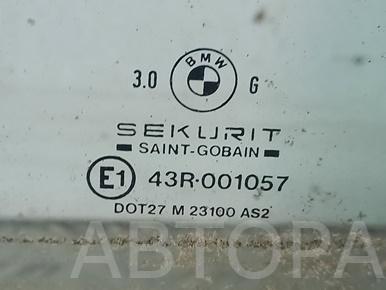 BMW
3.0 G
SEKURIT
SAINT-GOBAIN
E1 43R-001057
DOT27 M 23100 AS2
АВТОРА